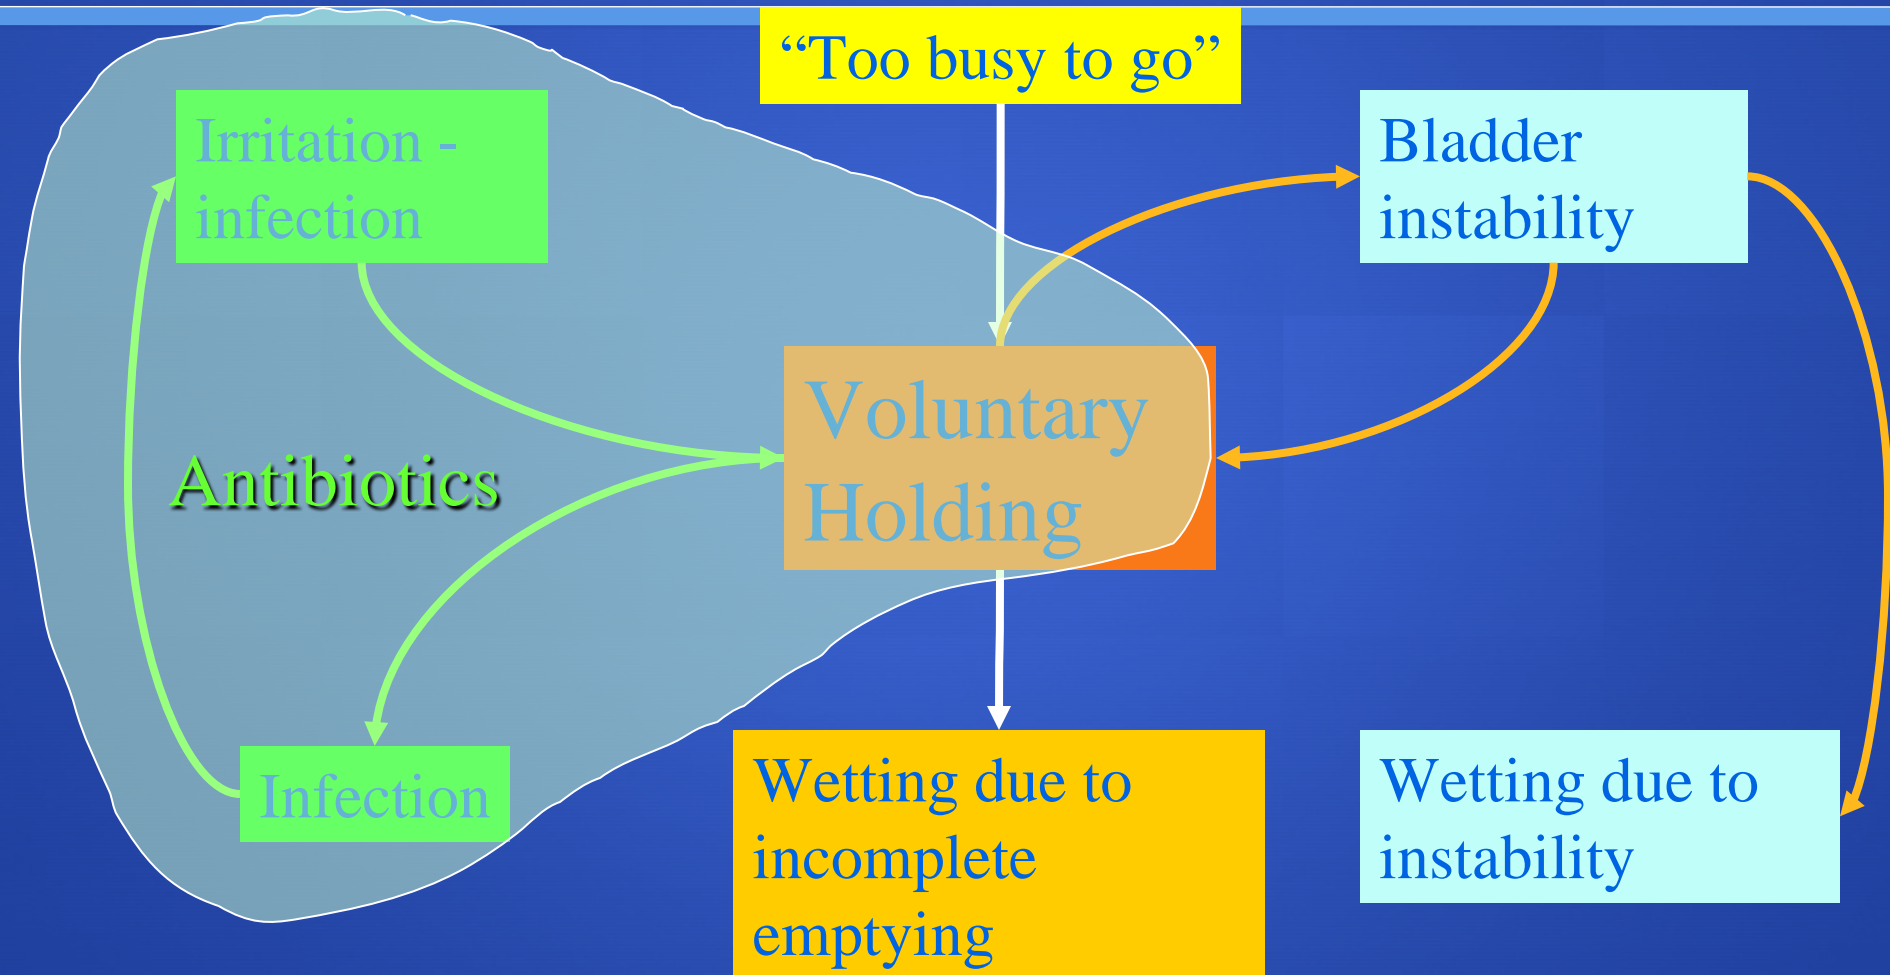 “Too busy to go”
Irritation -
infection
Bladder
instability
Voluntary
Holding
Antibiotics
Infection
Wetting due to
incomplete
emptying
Wetting due to
instability